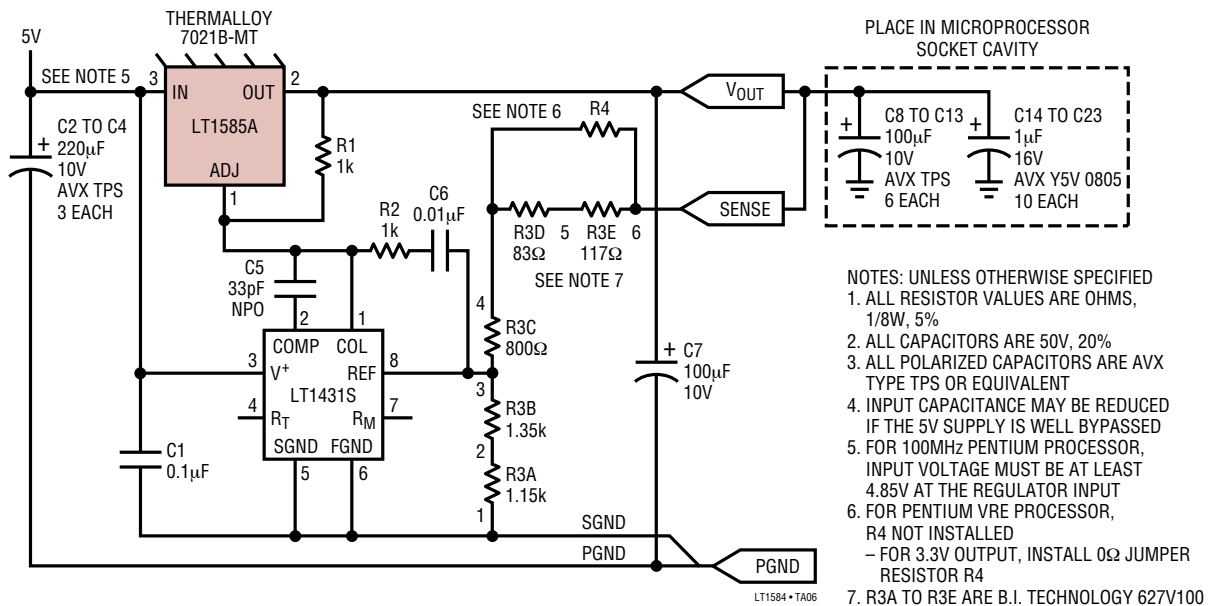 THERMALLOY
7021B-MT
5V
SEE NOTE 5
3
IN
OUT
2
LT1585A
ADJ
1
+
C2 TO C4
220µF
10V
AVX TPS
3 EACH
R1
1k
SEE NOTE 6
R4
VOUT
SENSE
PLACE IN MICROPROCESSOR
SOCKET CAVITY
+
C8 TO C13
100µF
10V
AVX TPS
6 EACH
+
C14 TO C23
1µF
16V
AVX Y5V 0805
10 EACH
R2
1k
C6
0.01µF
R3D
83Ω
5
R3E
117Ω
6
SEE NOTE 7
C5
33pF
NPO
2
1
COMP
COL
3
V+
REF
8
LT1431S
4
RT
RM
7
SGND
FGND
5
6
4
R3C
800Ω
3
R3B
1.35k
2
R3A
1.15k
1
+
C7
100µF
10V
C1
0.1µF
SGND
PGND
PGND
LT1584 • TA06
NOTES: UNLESS OTHERWISE SPECIFIED
1. ALL RESISTOR VALUES ARE OHMS,
1/8W, 5%
2. ALL CAPACITORS ARE 50V, 20%
3. ALL POLARIZED CAPACITORS ARE AVX
TYPE TPS OR EQUIVALENT
4. INPUT CAPACITANCE MAY BE REDUCED
IF THE 5V SUPPLY IS WELL BYPASSED
5. FOR 100MHz PENTIUM PROCESSOR,
INPUT VOLTAGE MUST BE AT LEAST
4.85V AT THE REGULATOR INPUT
6. FOR PENTIUM VRE PROCESSOR,
R4 NOT INSTALLED
– FOR 3.3V OUTPUT, INSTALL 0Ω JUMPER
RESISTOR R4
7. R3A TO R3E ARE B.I. TECHNOLOGY 627V100